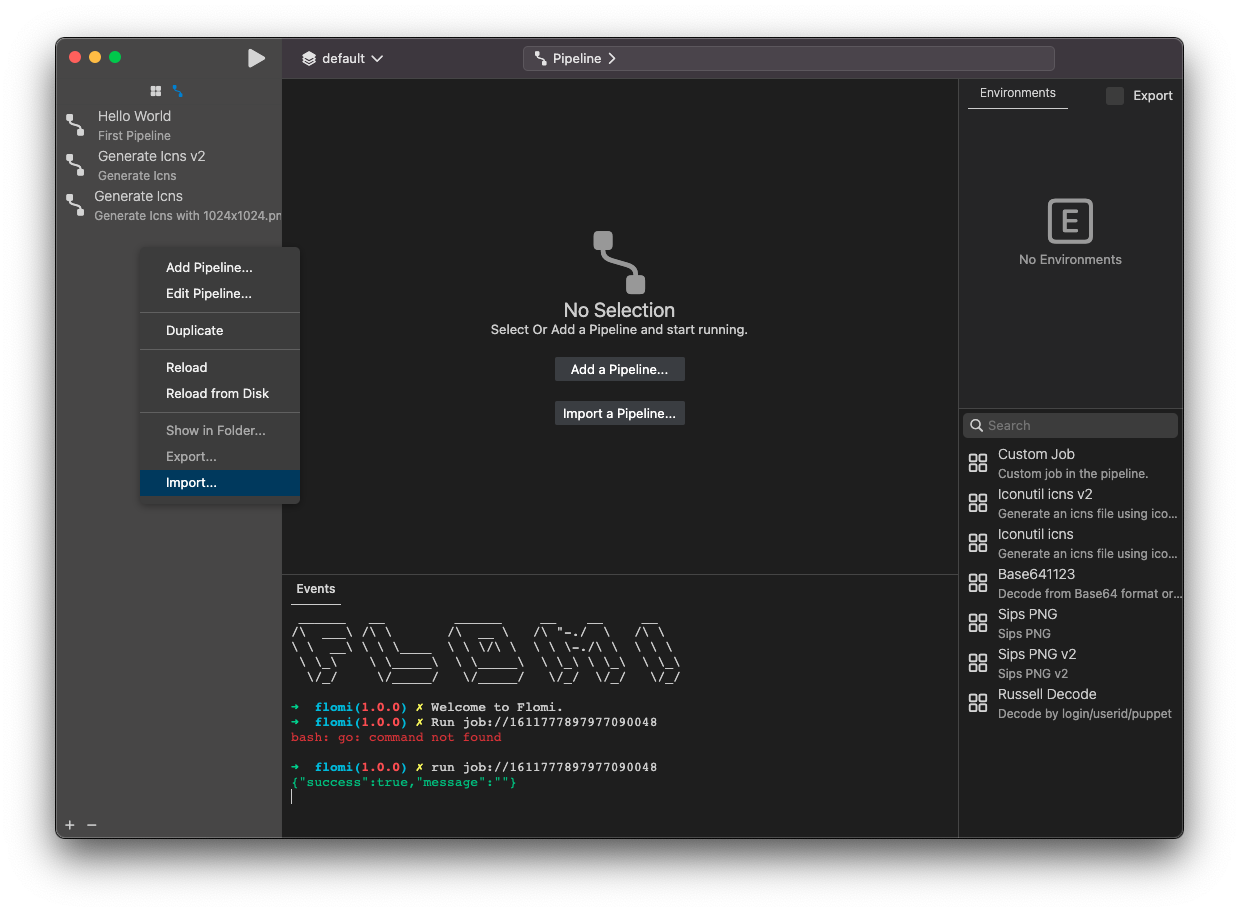 default
Pipeline
Hello World
First Pipeline
Generate Icns v2
Generate Icns
Generate Icns
Generate Icns with 1024x1024.pn
Add Pipeline...
Edit Pipeline...
Duplicate
Reload
Reload from Disk
Show in Folder...
Export...
Import...
No Selection
Select Or Add a Pipeline and start running.
Add a Pipeline...
Import a Pipeline...
Events
FLOMI
➜ flomi(1.0.0) ✗ Welcome to Flomi.
➜ flomi(1.0.0) ✗ Run job://1611777897977090048
bash: go: command not found
➜ flomi(1.0.0) ✗ run job://1611777897977090048
{"success":true,"message":""}
Environments
Export
E
No Environments
Search
Custom Job
Custom job in the pipeline.
Iconutil icns v2
Generate an icns file using ico...
Iconutil icns
Generate an icns file using ico...
Base641123
Decode from Base64 format or...
Sips PNG
Sips PNG
Sips PNG v2
Sips PNG v2
Russell Decode
Decode by login/userid/puppet